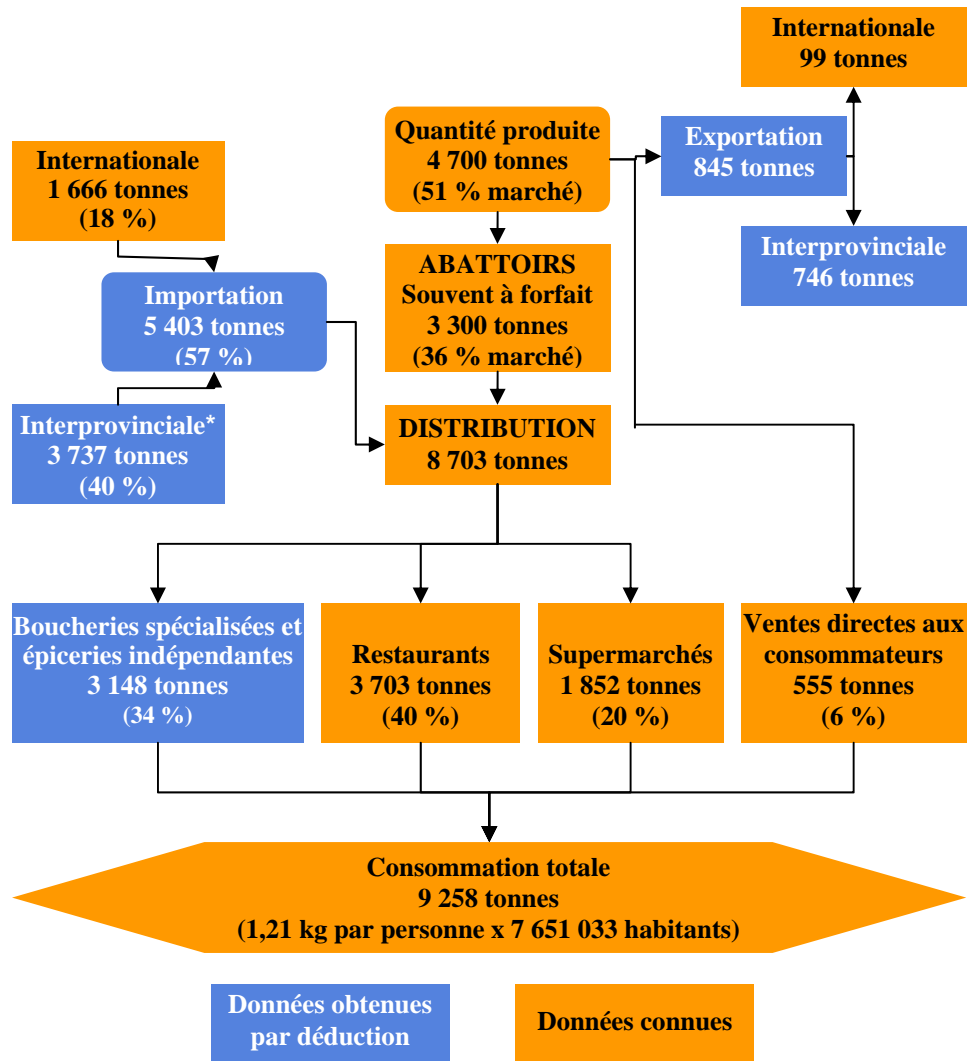 Internationale
99 tonnes
Quantité produite
4 700 tonnes
(51 % marché)
Exportation
845 tonnes
Internationale
1 666 tonnes
(18 %)
Interprovinciale
746 tonnes
ABATTOIRS
Souvent à forfait
3 300 tonnes
(36 % marché)
Importation
5 403 tonnes
(57 %)
Interprovinciale*
3 737 tonnes
(40 %)
DISTRIBUTION
8 703 tonnes
Boucheries spécialisées et
épiceries indépendantes
3 148 tonnes
(34 %)
Restaurants
3 703 tonnes
(40 %)
Supermarchés
1 852 tonnes
(20 %)
Ventes directes aux
consommateurs
555 tonnes
(6 %)
Consommation totale
9 258 tonnes
(1,21 kg par personne x 7 651 033 habitants)
Données obtenues
par déduction
Données connues